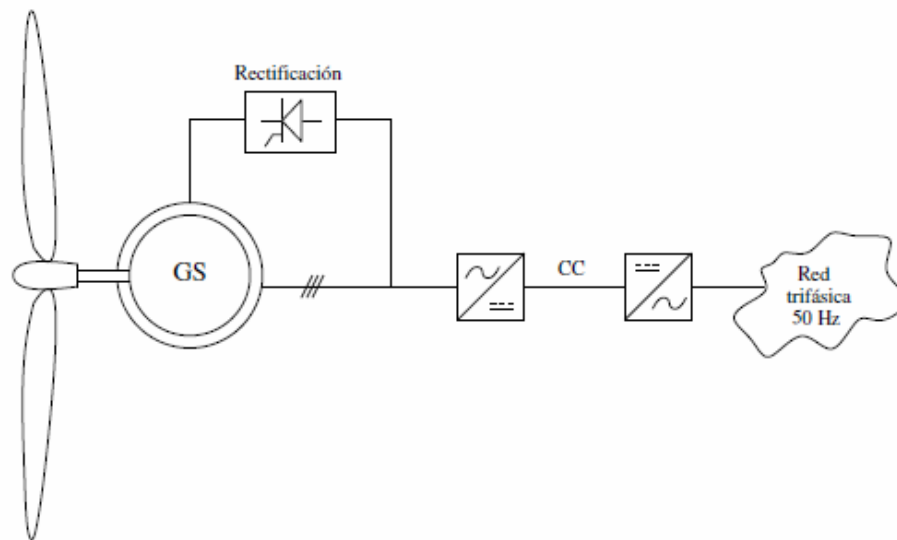 Rectificación
GS
CC
Red
trifásica
50 Hz